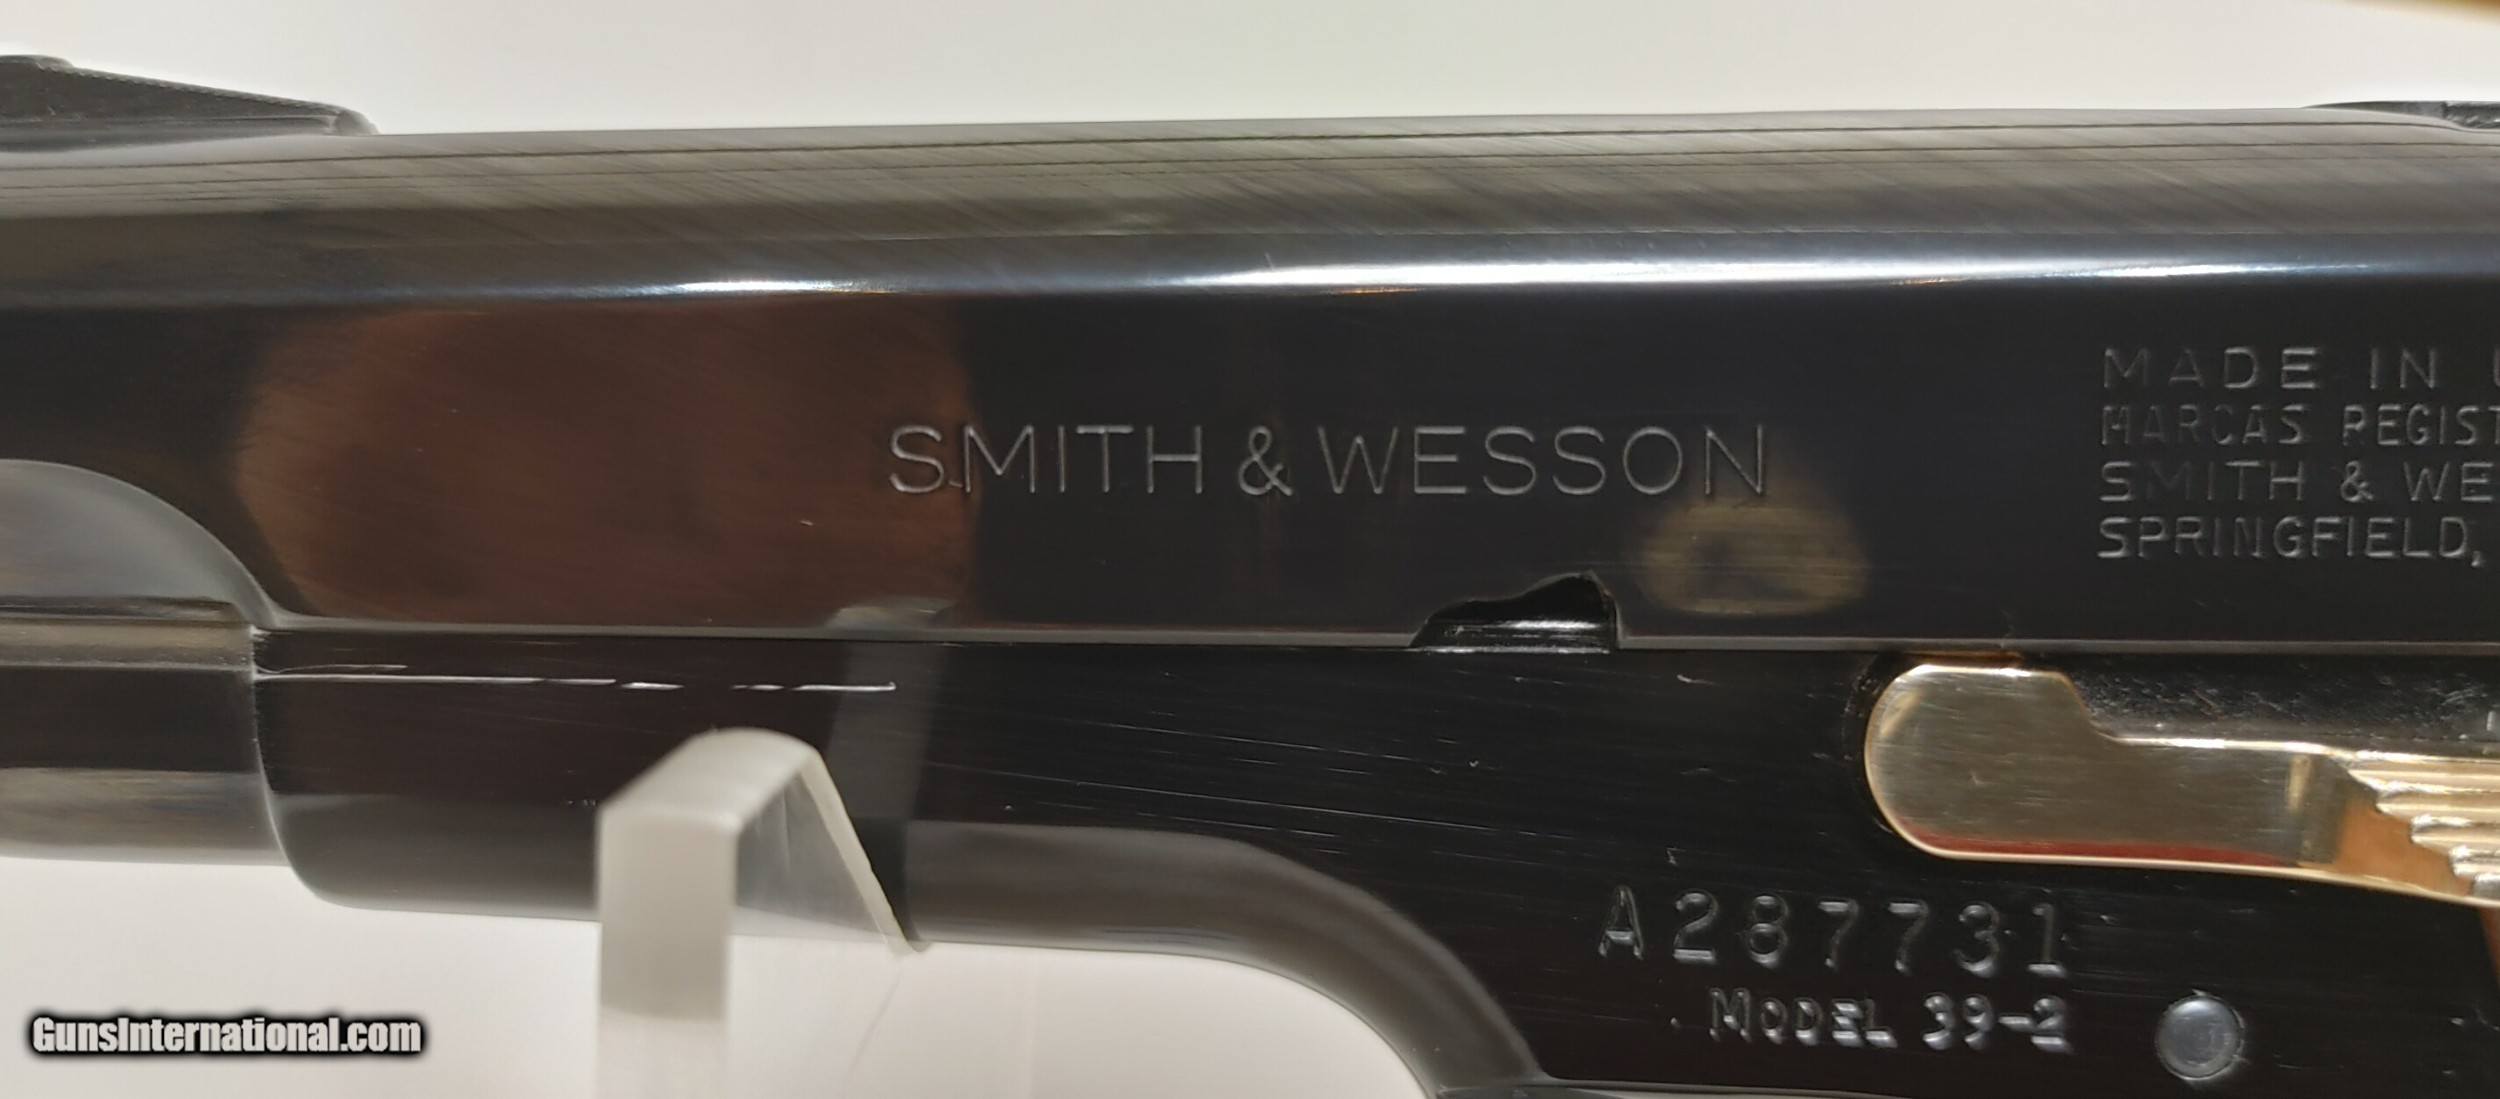 SMITH & WESSON
MADE IN
MARCAS REGIST
SMITH & WE
SPRINGFIELD,
A287731
MODEL 39-2
GunsInternational.com